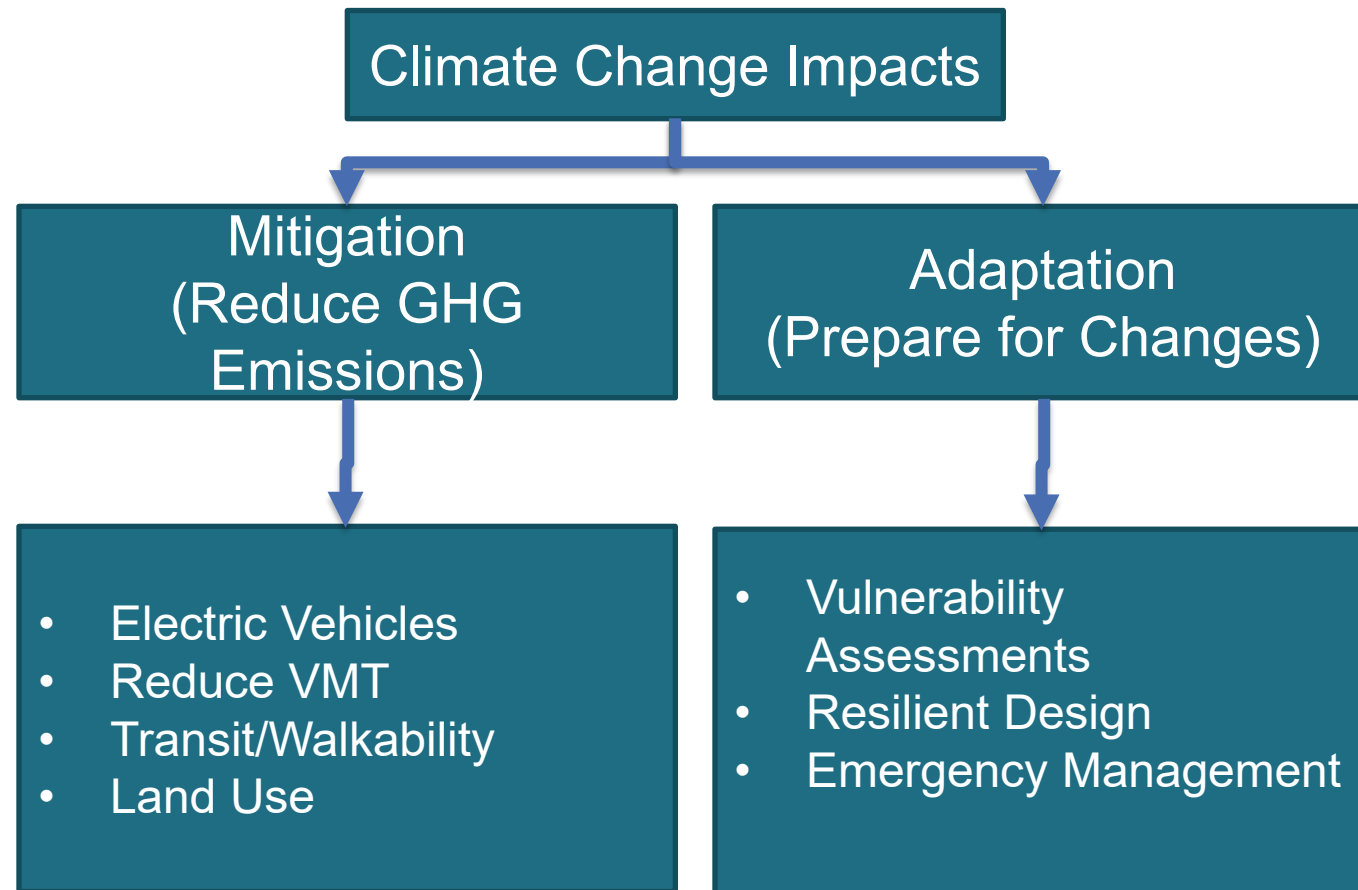 Climate Change Impacts
Mitigation
(Reduce GHG
Emissions)
Adaptation
(Prepare for Changes)
• Electric Vehicles
• Reduce VMT
• Transit/Walkability
• Land Use
• Vulnerability
Assessments
• Resilient Design
• Emergency Management